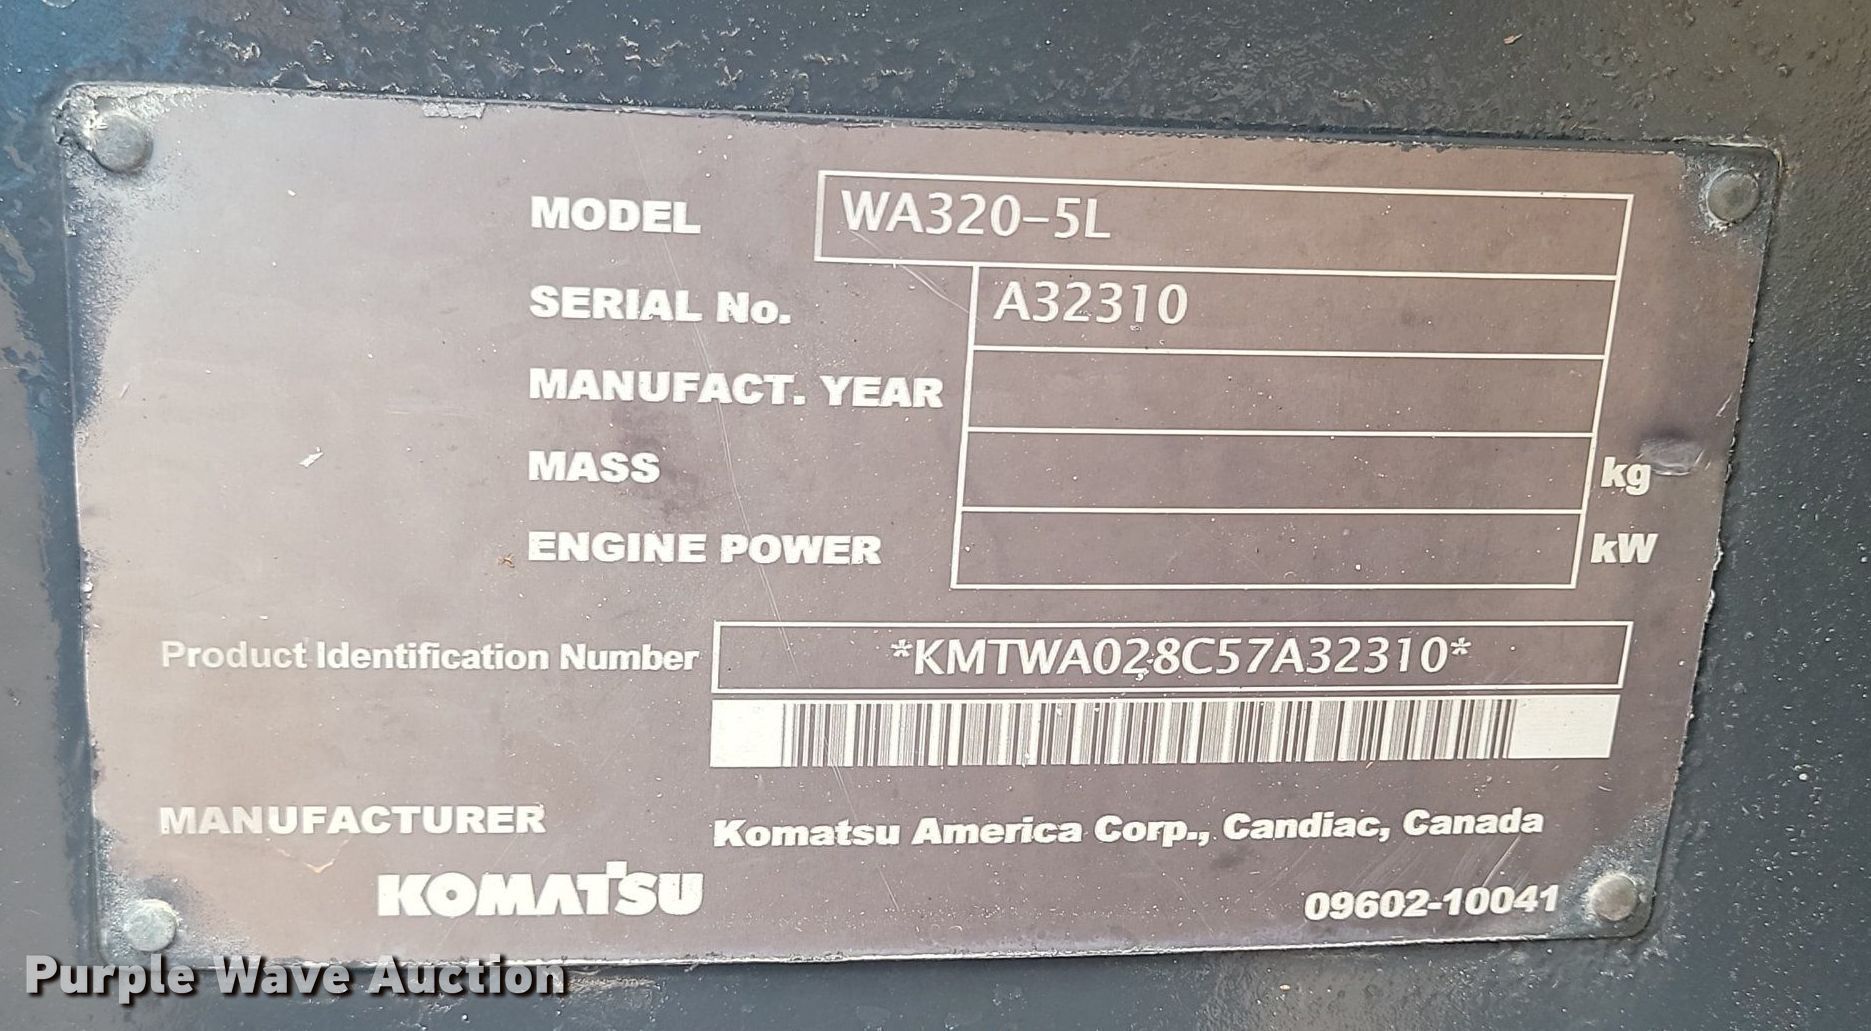 MODEL WA320-5L
SERIAL No. A32310
MANUFACT. YEAR
MASS kg
ENGINE POWER kW
Product Identification Number *KMTWA028C57A32310*
MANUFACTURER Komatsu America Corp., Candiac, Canada
KOMATSU 09602-10041
Purple Wave Auction